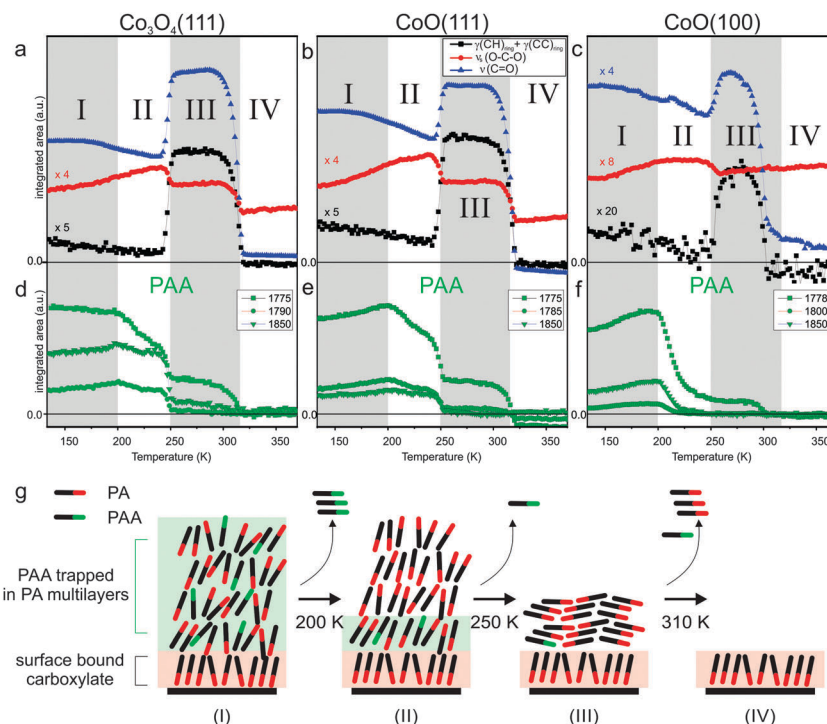 Co₃O₄(111)
CoO(111)
CoO(100)
a
b
c
γ(CH)ring + γ(CC)ring
νs(O-C-O)
ν(C=O)
integrated area (a.u.)
I
II
III
IV
x 4
x 5
0.0
I
II
III
IV
x 4
x 5
0.0
I
II
III
IV
x 4
x 8
x 20
0.0
d
PAA
1775
1790
1850
e
PAA
1775
1785
1850
f
PAA
1778
1800
1850
integrated area (a.u.)
0.0
0.0
0.0
150 200 250 300 350
150 200 250 300 350
150 200 250 300 350
Temperature (K)
Temperature (K)
Temperature (K)
g
PA
PAA
PAA trapped
in PA multilayers
surface bound
carboxylate
200 K
250 K
310 K
(I)
(II)
(III)
(IV)